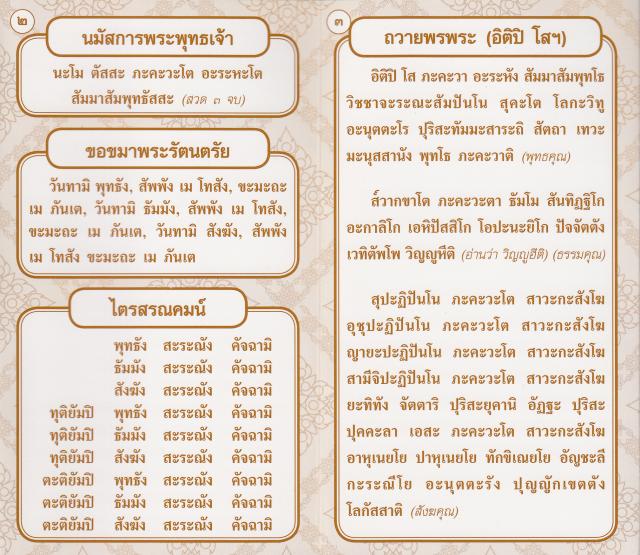 ๒
นมัสการพระพุทธเจ้า
นะโม ตัสสะ ภะคะวะโต อะระหะโต
สัมมาสัมพุทธัสสะ (สวด ๓ จบ)
ขอขมาพระรัตนตรัย
วันทามิ พุทธัง, สัพพัง เม โทสัง, ขะมะถะ
เม ภันเต, วันทามิ ธัมมัง, สัพพัง เม โทสัง,
ขะมะถะ เม ภันเต, วันทามิ สังฆัง, สัพพัง
เม โทสัง ขะมะถะ เม ภันเต
ไตรสรณคมน์
พุทธัง สะระณัง คัจฉามิ
ธัมมัง สะระณัง คัจฉามิ
สังฆัง สะระณัง คัจฉามิ
ทุติยัมปิ พุทธัง สะระณัง คัจฉามิ
ทุติยัมปิ ธัมมัง สะระณัง คัจฉามิ
ทุติยัมปิ สังฆัง สะระณัง คัจฉามิ
ตะติยัมปิ พุทธัง สะระณัง คัจฉามิ
ตะติยัมปิ ธัมมัง สะระณัง คัจฉามิ
ตะติยัมปิ สังฆัง สะระณัง คัจฉามิ
๓
ถวายพรพระ (อิติปิ โสฯ)
อิติปิ โส ภะคะวา อะระหัง สัมมาสัมพุทโธ
วิชชาจะระณะสัมปันโน สุคะโต โลกะวิทู
อะนุตตะโร ปุริสะทัมมะสาระถิ สัตถา เทวะ
มะนุสสานัง พุทโธ ภะคะวาติ (พุทธคุณ)
ส๎วากขาโต ภะคะวะตา ธัมโม สันทิฏฐิโก
อะกาลิโก เอหิปัสสิโก โอปะนะยิโก ปัจจัตตัง
เวทิตัพโพ วิญญูหีติ (อ่านว่า วิญญูฮีติ) (ธรรมคุณ)
สุปะฏิปันโน ภะคะวะโต สาวะกะสังโฆ
อุชุปะฏิปันโน ภะคะวะโต สาวะกะสังโฆ
ญายะปะฏิปันโน ภะคะวะโต สาวะกะสังโฆ
สามีจิปะฏิปันโน ภะคะวะโต สาวะกะสังโฆ
ยะทิทัง จัตตาริ ปุริสะยุคานิ อัฏฐะ ปุริสะ
ปุคคะลา เอสะ ภะคะวะโต สาวะกะสังโฆ
อาหุเนยโย ปาหุเนยโย ทักขิเณยโย อัญชะลี
กะระณีโย อะนุตตะรัง ปุญญักเขตตัง
โลกัสสาติ (สังฆคุณ)